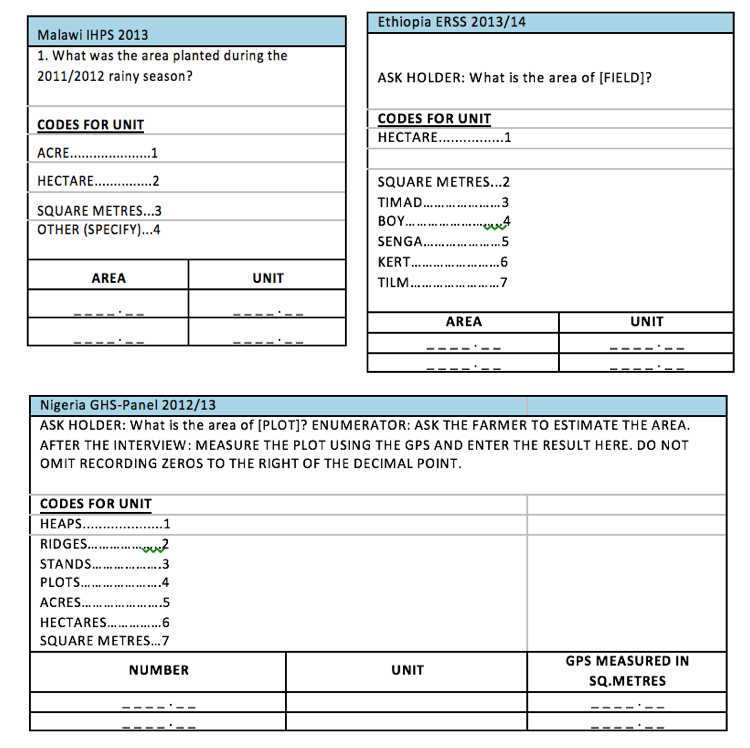 Malawi IHPS 2013
1. What was the area planted during the
2011/2012 rainy season?
CODES FOR UNIT
ACRE.....................1
HECTARE...............2
SQUARE METRES...3
OTHER (SPECIFY)...4
AREA UNIT
____.__ ____.__
____.__ ____.__
Ethiopia ERSS 2013/14
ASK HOLDER: What is the area of [FIELD]?
CODES FOR UNIT
HECTARE................1
SQUARE METRES...2
TIMAD...................3
BOY.......................4
SENGA...................5
KERT.....................6
TILM......................7
AREA UNIT
____.__ ____.__
____.__ ____.__
Nigeria GHS-Panel 2012/13
ASK HOLDER: What is the area of [PLOT]? ENUMERATOR: ASK THE FARMER TO ESTIMATE THE AREA.
AFTER THE INTERVIEW: MEASURE THE PLOT USING THE GPS AND ENTER THE RESULT HERE. DO NOT
OMIT RECORDING ZEROS TO THE RIGHT OF THE DECIMAL POINT.
CODES FOR UNIT
HEAPS....................1
RIDGES..................2
STANDS.................3
PLOTS....................4
ACRES....................5
HECTARES..............6
SQUARE METRES...7
NUMBER UNIT GPS MEASURED IN
SQ.METRES
____.__ ____.__
____.__ ____.__